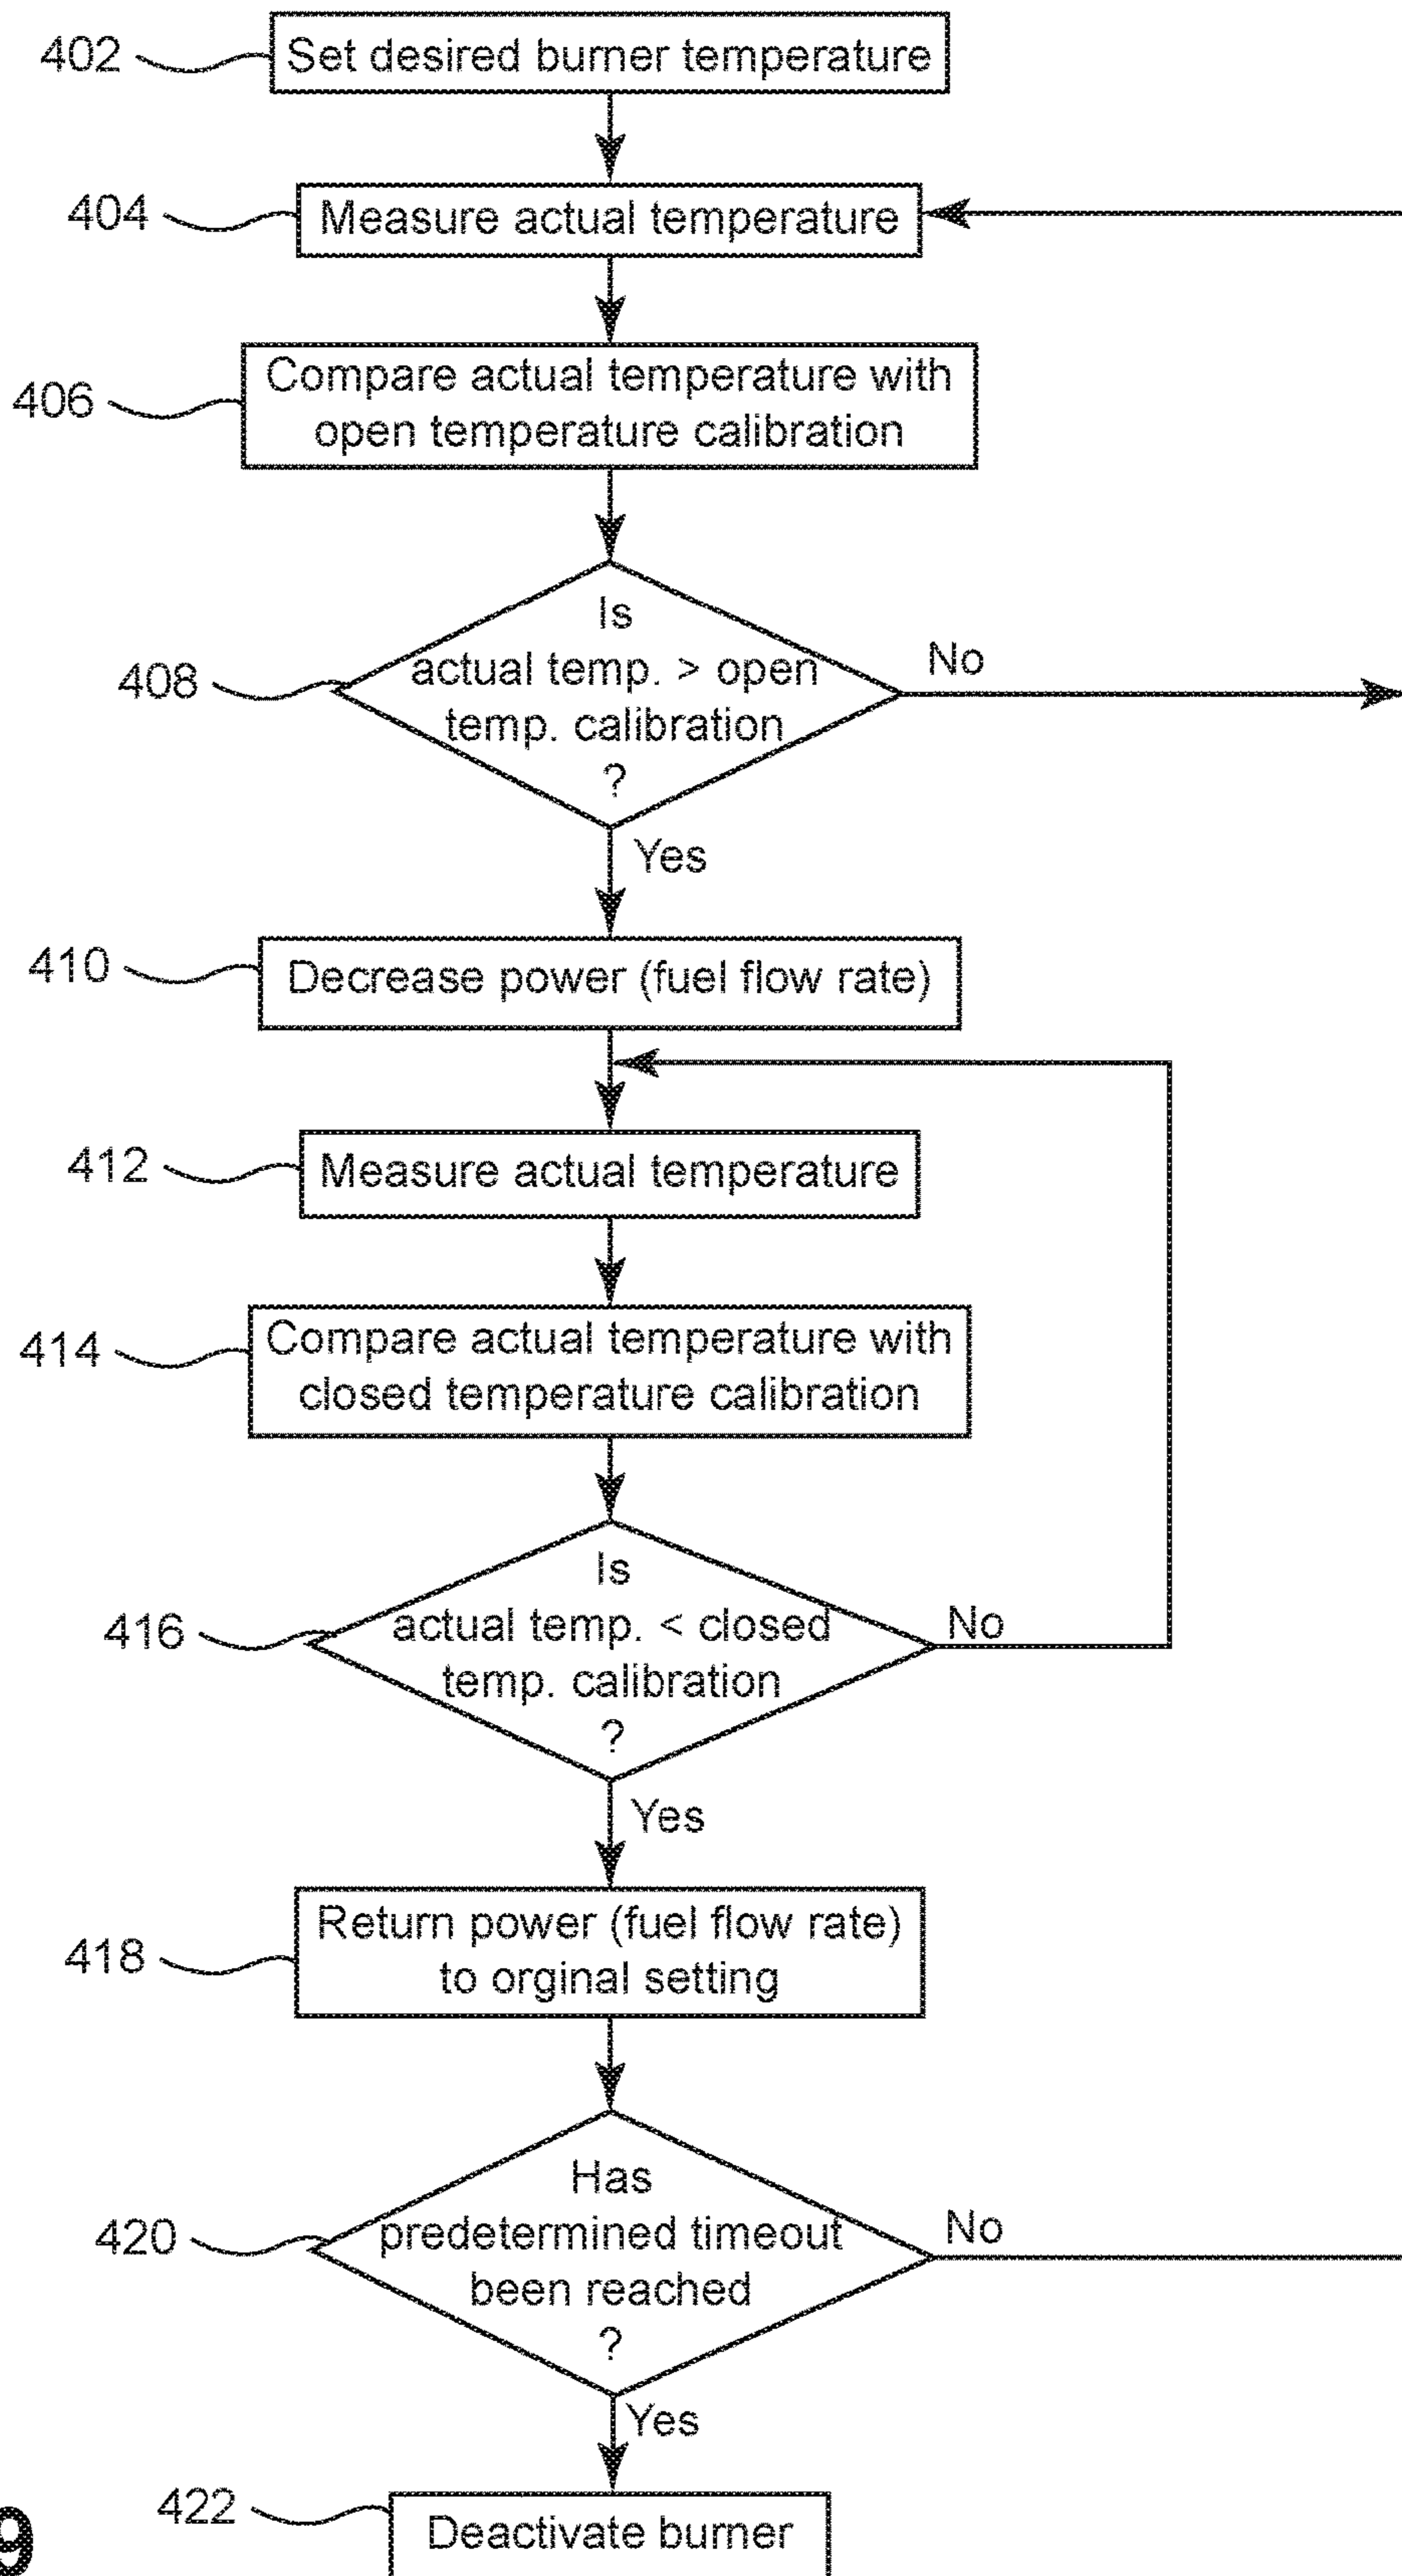 402
Set desired burner temperature
404
Measure actual temperature
406
Compare actual temperature with
open temperature calibration
408
Is
actual temp. > open
temp. calibration
?
No
Yes
410
Decrease power (fuel flow rate)
412
Measure actual temperature
414
Compare actual temperature with
closed temperature calibration
416
Is
actual temp. < closed
temp. calibration
?
No
Yes
418
Return power (fuel flow rate)
to orginal setting
420
Has
predetermined timeout
been reached
?
No
Yes
422
Deactivate burner
9